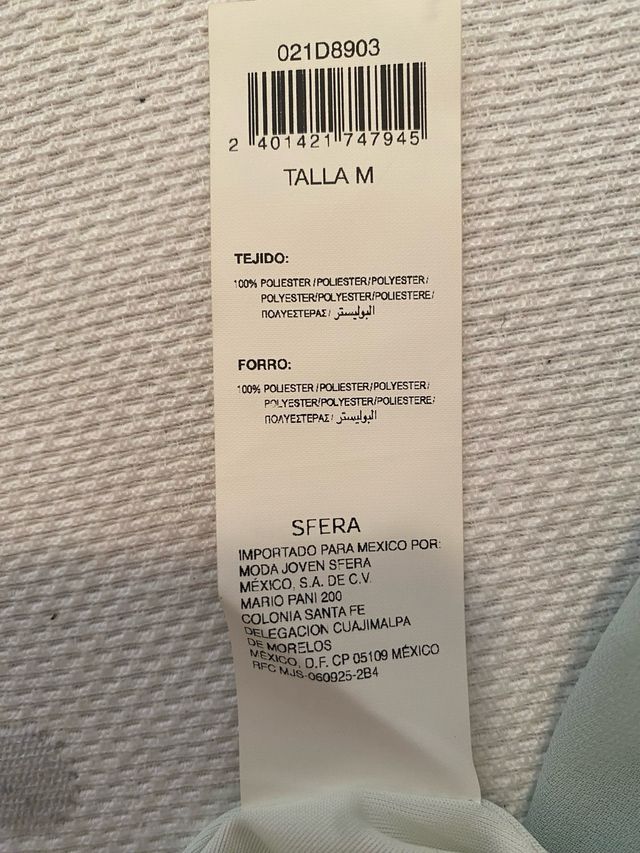 021D8903
2 401421 747945
TALLA M
TEJIDO:
100% POLIESTER/POLIESTER/POLYESTER/
POLYESTER/POLYESTER/POLIESTERE/
ΠΟΛΥΕΣΤΕΡΑΣ/ البوليستر
FORRO:
100% POLIESTER/POLIESTER/POLYESTER/
POLYESTER/POLYESTER/POLIESTERE/
ΠΟΛΥΕΣΤΕΡΑΣ/ البوليستر
SFERA
IMPORTADO PARA MEXICO POR:
MODA JOVEN SFERA
MÉXICO, S.A. DE C.V.
MARIO PANI 200
COLONIA SANTA FE
DELEGACION CUAJIMALPA
DE MORELOS
MÉXICO, D.F. CP 05109 MÉXICO
RFC MJS-060925-2B4